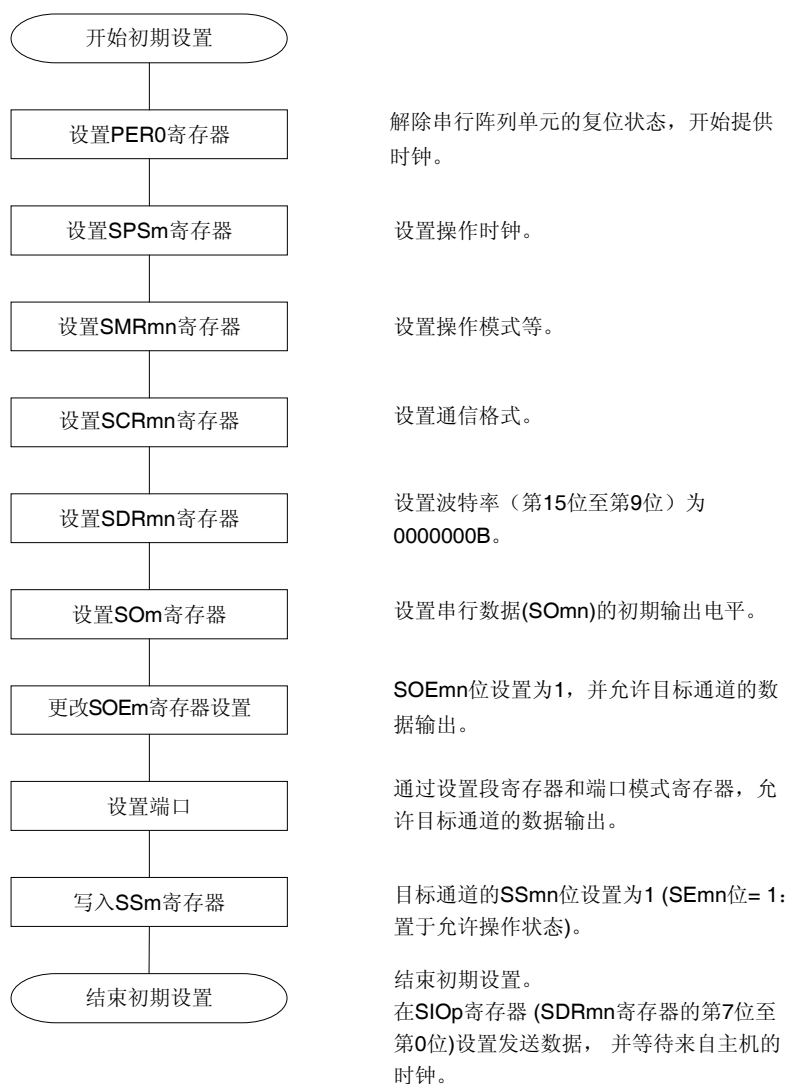 开始初期设置
设置PER0寄存器
解除串行阵列单元的复位状态，开始提供
时钟。
设置SPSm寄存器
设置操作时钟。
设置SMRmn寄存器
设置操作模式等。
设置SCRmn寄存器
设置通信格式。
设置SDRmn寄存器
设置波特率（第15位至第9位）为
0000000B。
设置SOm寄存器
设置串行数据(SOmn)的初期输出电平。
更改SOEm寄存器设置
SOEmn位设置为1，并允许目标通道的数
据输出。
设置端口
通过设置段寄存器和端口模式寄存器，允
许目标通道的数据输出。
写入SSm寄存器
目标通道的SSmn位设置为1 (SEmn位= 1：
置于允许操作状态)。
结束初期设置
结束初期设置。
在SIOp寄存器 (SDRmn寄存器的第7位至
第0位)设置发送数据， 并等待来自主机的
时钟。